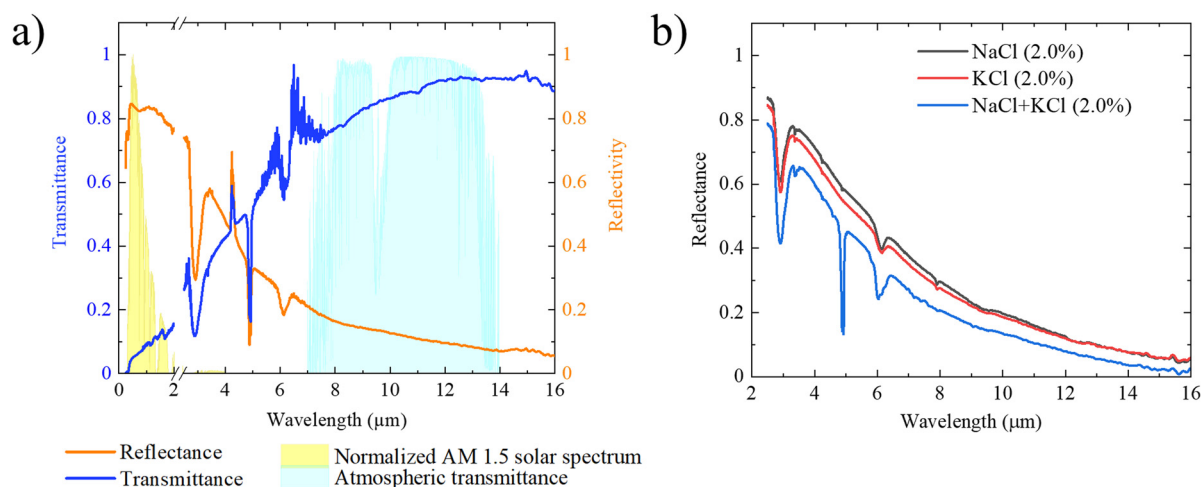 a)
Transmittance
1
0.8
0.6
0.4
0.2
0
0 2 4 6 8 10 12 14 16
Wavelength (µm)
1
0.8
0.6
0.4
0.2
0
Reflectivity
Reflectance
Transmittance
Normalized AM 1.5 solar spectrum
Atmospheric transmittance
b)
NaCl (2.0%)
KCl (2.0%)
NaCl+KCl (2.0%)
Reflectance
1
0.8
0.6
0.4
0.2
0
2 4 6 8 10 12 14 16
Wavelength (µm)